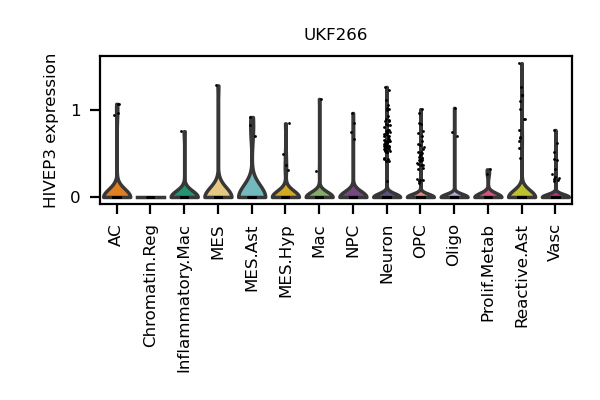 UKF266
HIVEP3 expression
1
0
AC
Chromatin.Reg
Inflammatory.Mac
MES
MES.Ast
MES.Hyp
Mac
NPC
Neuron
OPC
Oligo
Prolif.Metab
Reactive.Ast
Vasc